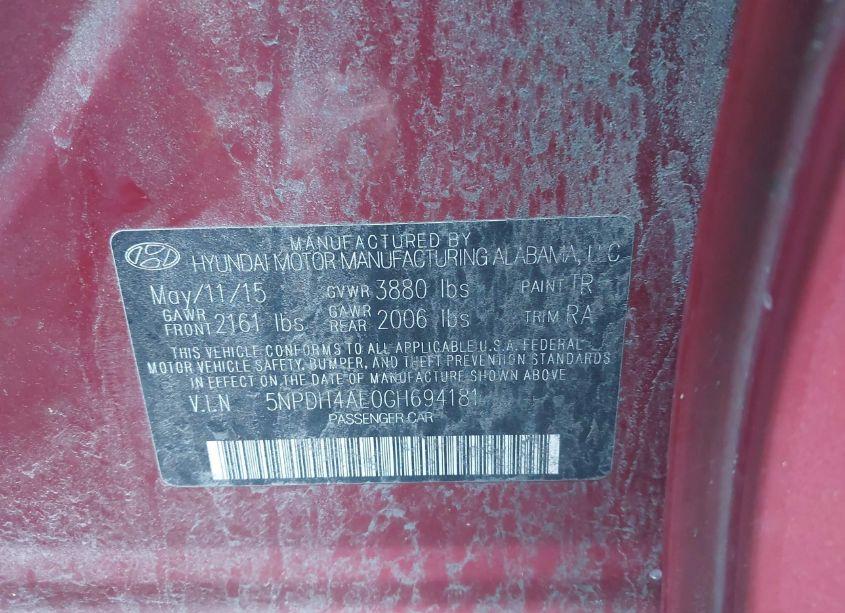 MANUFACTURED BY
HYUNDAI MOTOR MANUFACTURING ALABAMA, LLC
May/11/15 GVWR 3880 lbs PAINT TR
GAWR FRONT 2161 lbs GAWR REAR 2006 lbs TRIM RA
THIS VEHICLE CONFORMS TO ALL APPLICABLE U.S.A. FEDERAL
MOTOR VEHICLE SAFETY, BUMPER, AND THEFT PREVENTION STANDARDS
IN EFFECT ON THE DATE OF MANUFACTURE SHOWN ABOVE
V.I.N 5NPDH4AE0GH694181
PASSENGER CAR